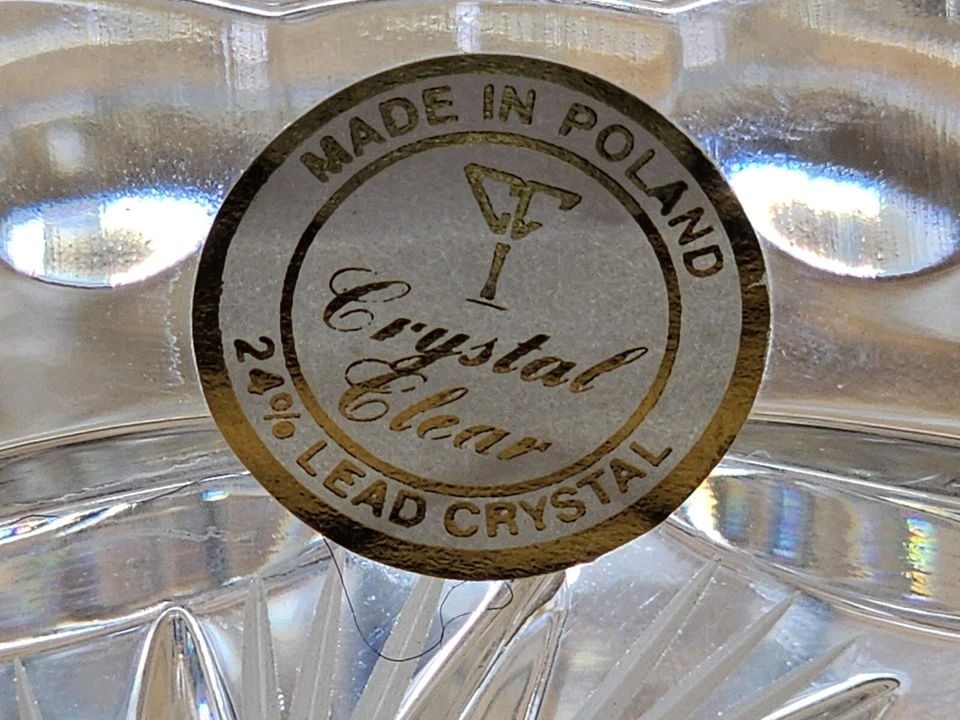 MADE IN POLAND
Crystal
Clear
24% LEAD CRYSTAL